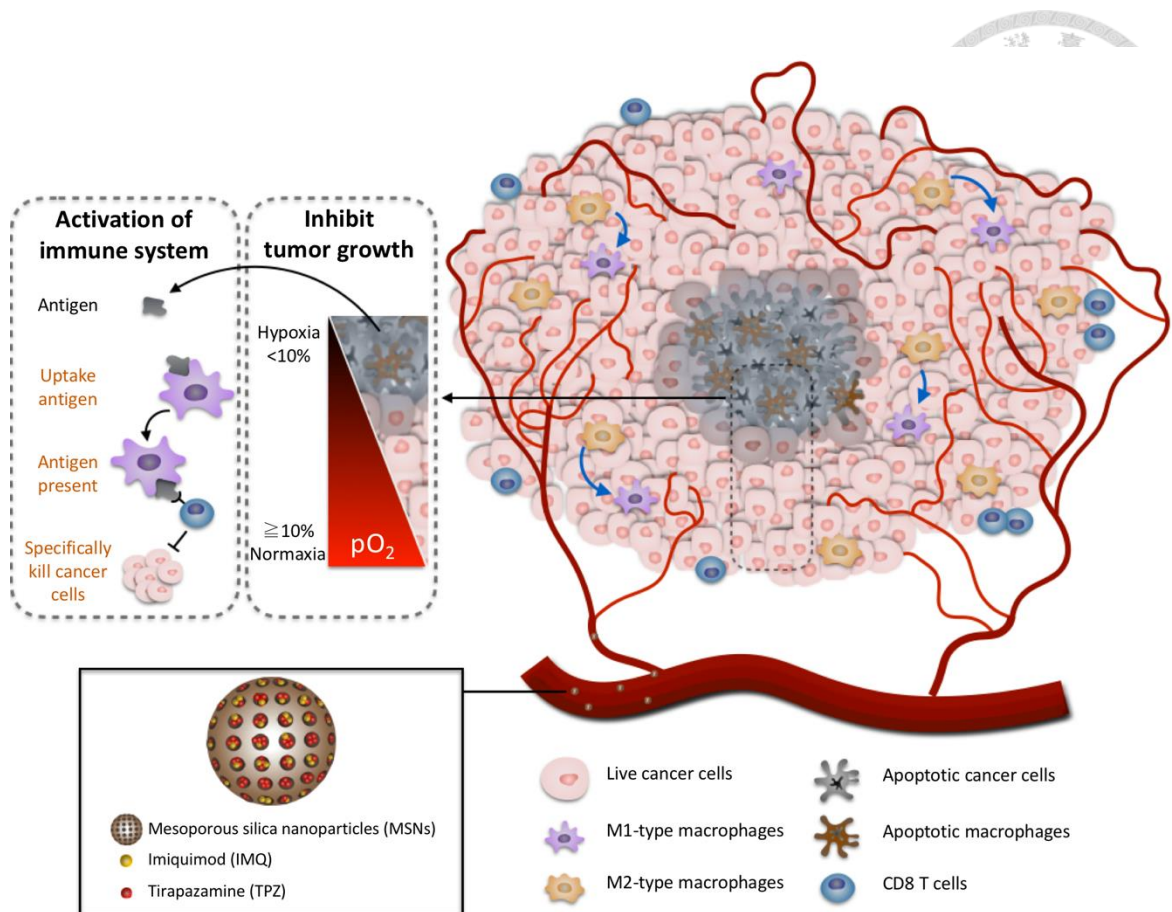 Activation of
immune system
Antigen
Uptake
antigen
Antigen
present
Specifically
kill cancer
cells
Inhibit
tumor growth
Hypoxia
<10%
≧10%
Normaxia
pO₂
Mesoporous silica nanoparticles (MSNs)
Imiquimod (IMQ)
Tirapazamine (TPZ)
Live cancer cells
M1-type macrophages
M2-type macrophages
Apoptotic cancer cells
Apoptotic macrophages
CD8 T cells